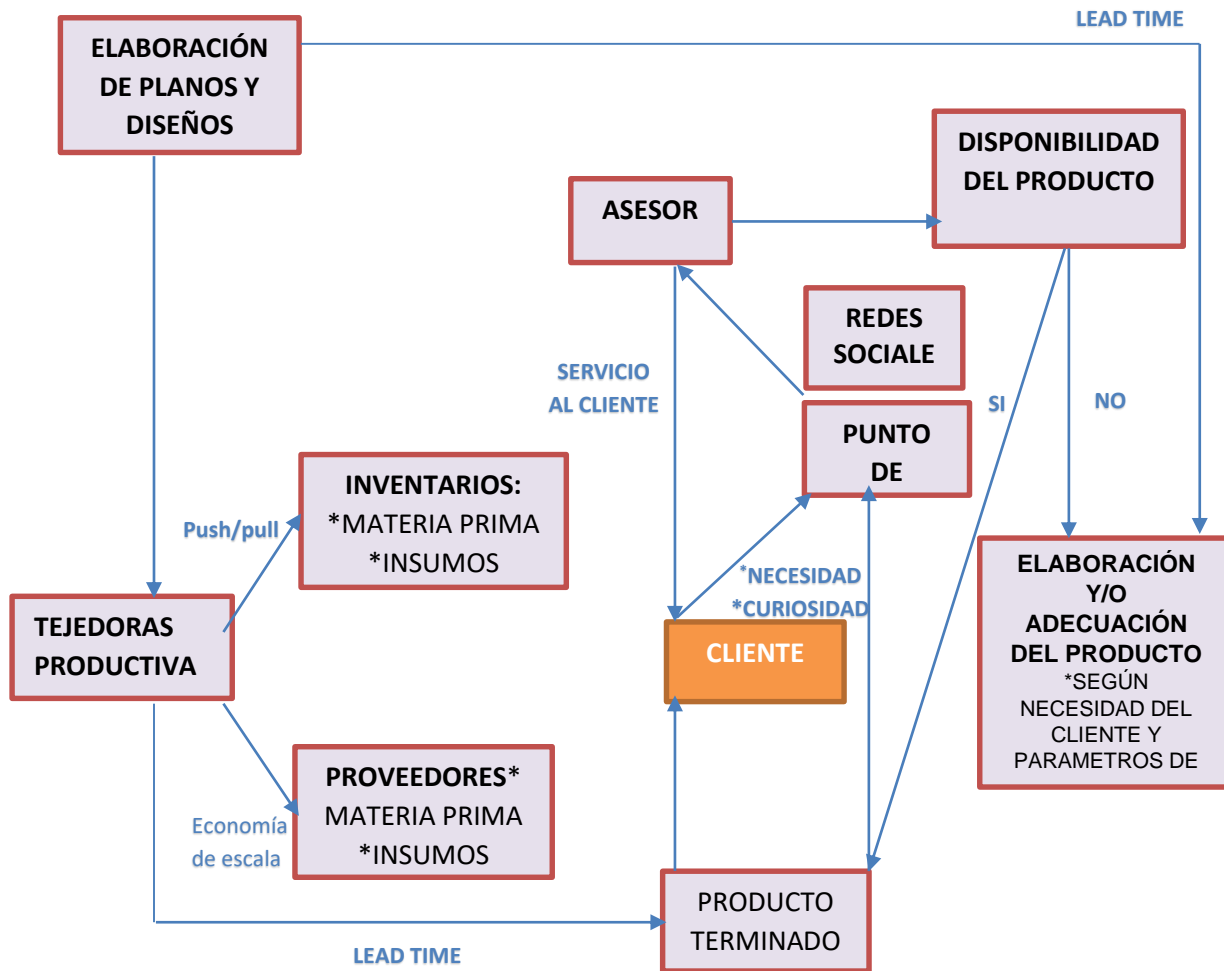 LEAD TIME
ELABORACIÓN
DE PLANOS Y
DISEÑOS
DISPONIBILIDAD
DEL PRODUCTO
ASESOR
REDES
SOCIALE
SERVICIO
AL CLIENTE
SI
NO
PUNTO
DE
INVENTARIOS:
*MATERIA PRIMA
*INSUMOS
Push/pull
*NECESIDAD
*CURIOSIDAD
ELABORACIÓN
Y/O
ADECUACIÓN
DEL PRODUCTO
*SEGÚN
NECESIDAD DEL
CLIENTE Y
PARAMETROS DE
TEJEDORAS
PRODUCTIVA
CLIENTE
PROVEEDORES*
MATERIA PRIMA
*INSUMOS
Economía
de escala
PRODUCTO
TERMINADO
LEAD TIME